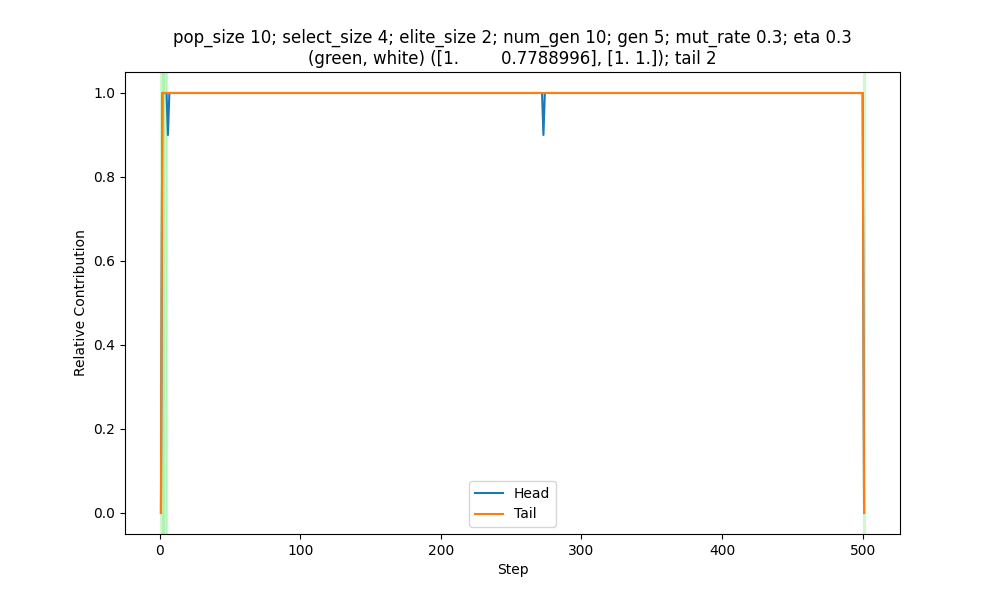 pop_size 10; select_size 4; elite_size 2; num_gen 10; gen 5; mut_rate 0.3; eta 0.3
(green, white) ([1. 0.7788996], [1. 1.]); tail 2
1.0
0.8
0.6
0.4
0.2
0.0
Relative Contribution
Head
Tail
0 100 200 300 400 500
Step